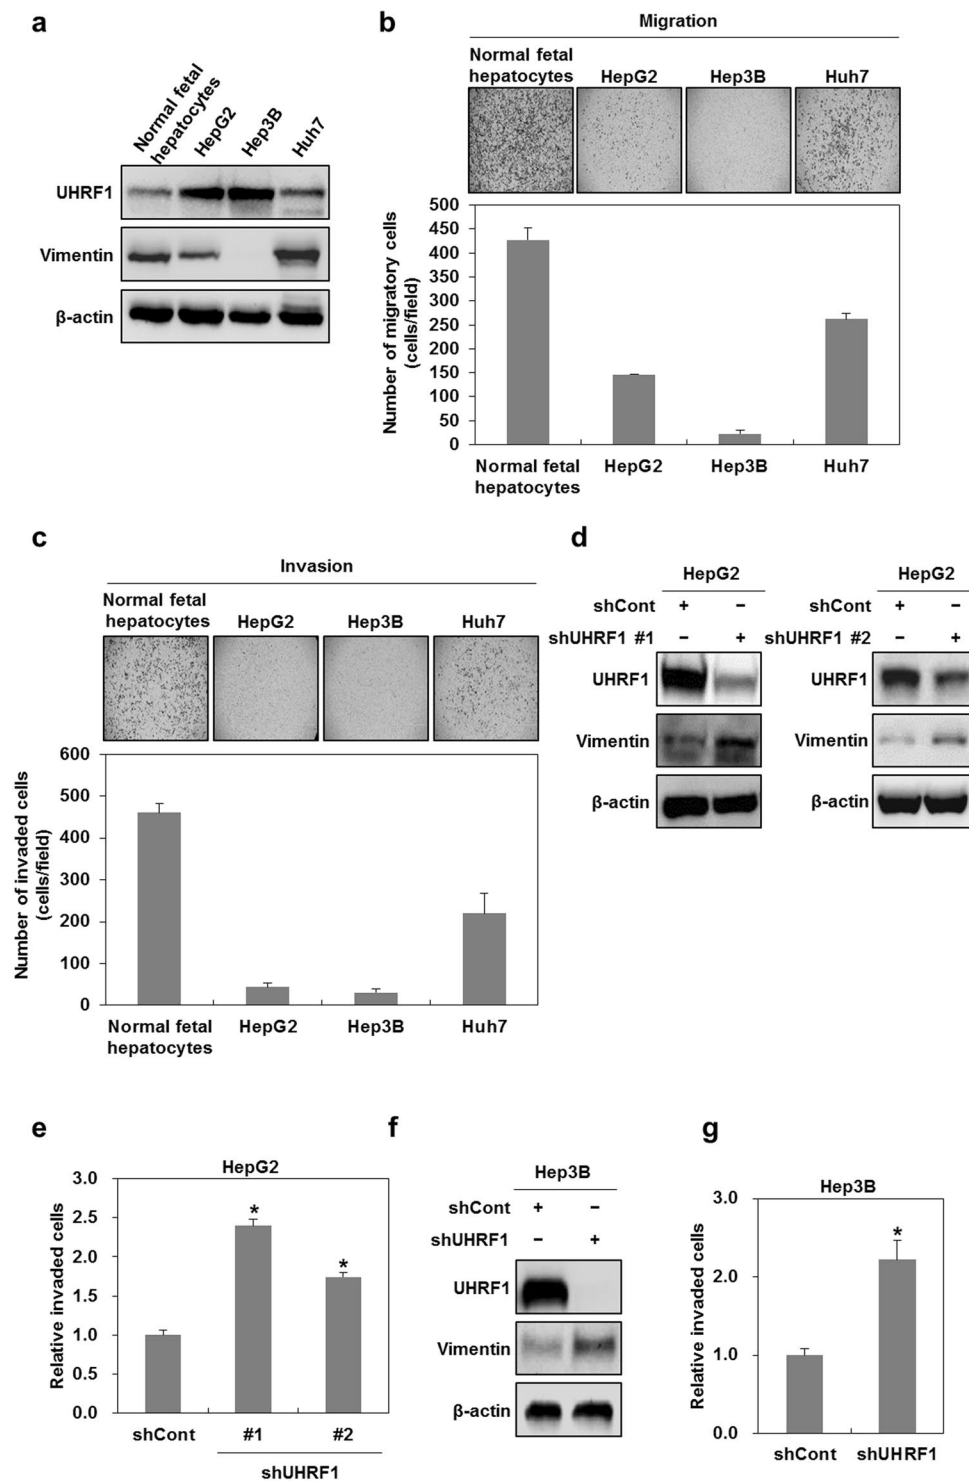 a
Normal fetal
hepatocytes
HepG2
Hep3B
Huh7
UHRF1
Vimentin
β-actin
b
Migration
Normal fetal
hepatocytes
HepG2
Hep3B
Huh7
Number of migratory cells
(cells/field)
500
450
400
350
300
250
200
150
100
50
0
Normal fetal
hepatocytes
HepG2
Hep3B
Huh7
c
Invasion
Normal fetal
hepatocytes
HepG2
Hep3B
Huh7
Number of invaded cells
(cells/field)
600
500
400
300
200
100
0
Normal fetal
hepatocytes
HepG2
Hep3B
Huh7
d
HepG2
shCont + –
shUHRF1 #1 – +
UHRF1
Vimentin
β-actin
HepG2
shCont + –
shUHRF1 #2 – +
UHRF1
Vimentin
β-actin
e
HepG2
Relative invaded cells
3.0
2.5
2.0
1.5
1.0
0.5
0.0
*
*
shCont #1 #2
shUHRF1
f
Hep3B
shCont + –
shUHRF1 – +
UHRF1
Vimentin
β-actin
g
Hep3B
Relative invaded cells
3.0
2.0
1.0
0.0
*
shCont shUHRF1